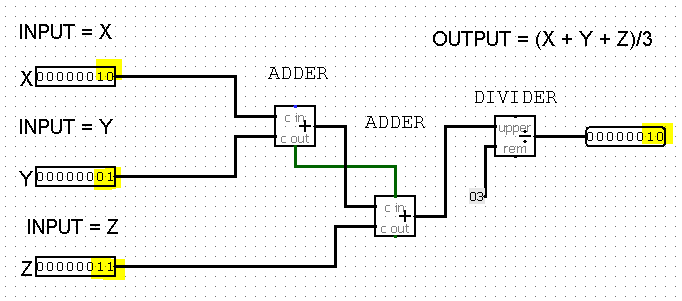 INPUT = X
OUTPUT = (X + Y + Z)/3
X 00000010
ADDER
DIVIDER
c in
+
c out
INPUT = Y
ADDER
upper
÷
rem
00000010
Y 00000001
03
c in
+
c out
INPUT = Z
Z 00000011